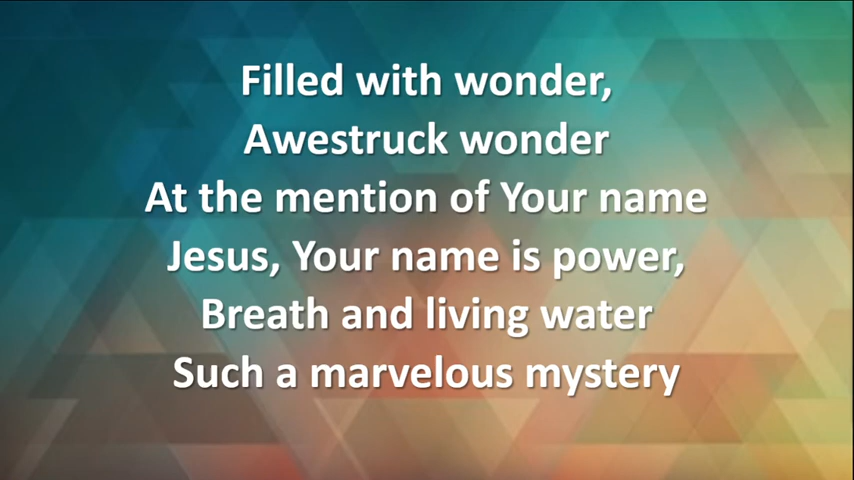 Filled with wonder,
Awestruck wonder
At the mention of Your name
Jesus, Your name is power,
Breath and living water
Such a marvelous mystery